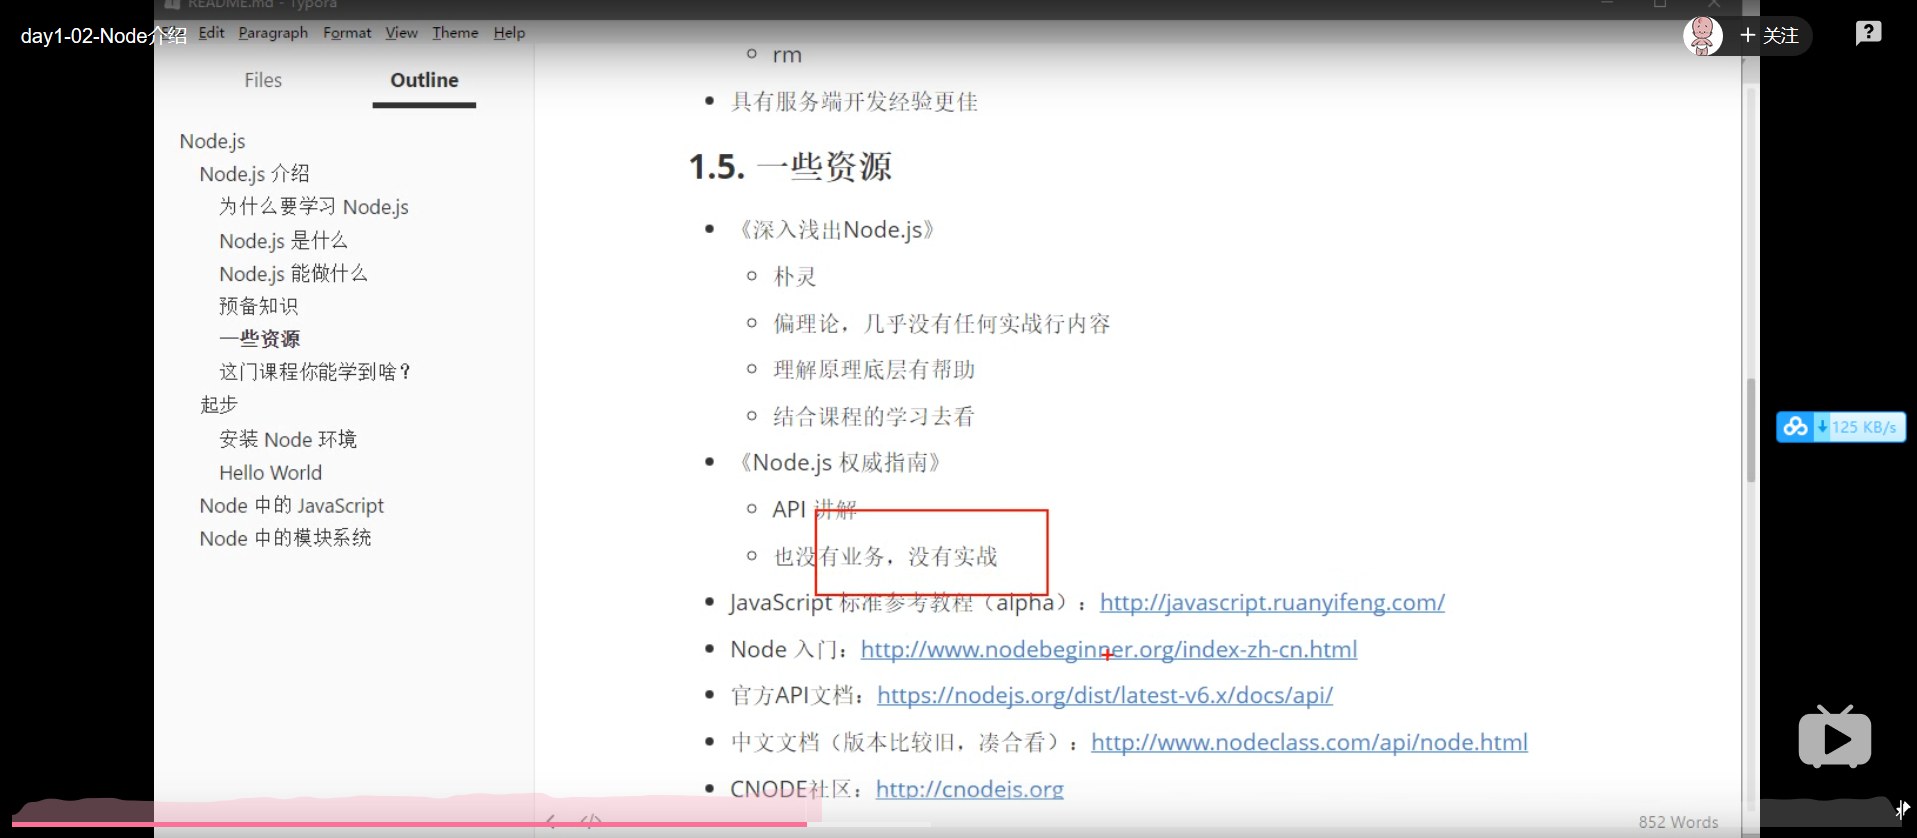 README.md - Typora
day1-02-Node介绍
Edit Paragraph Format View Theme Help
+ 关注
?
Files Outline
Node.js
Node.js 介绍
为什么要学习 Node.js
Node.js 是什么
Node.js 能做什么
预备知识
一些资源
这门课程你能学到啥?
起步
安装 Node 环境
Hello World
Node 中的 JavaScript
Node 中的模块系统
rm
具有服务端开发经验更佳
1.5. 一些资源
《深入浅出Node.js》
朴灵
偏理论，几乎没有任何实战行内容
理解原理底层有帮助
结合课程的学习去看
《Node.js 权威指南》
API 讲解
也没有业务，没有实战
JavaScript 标准参考教程（alpha）：http://javascript.ruanyifeng.com/
Node 入门：http://www.nodebeginner.org/index-zh-cn.html
官方API文档：https://nodejs.org/dist/latest-v6.x/docs/api/
中文文档（版本比较旧，凑合看）：http://www.nodeclass.com/api/node.html
CNODE社区：http://cnodejs.org
125 KB/s
852 Words